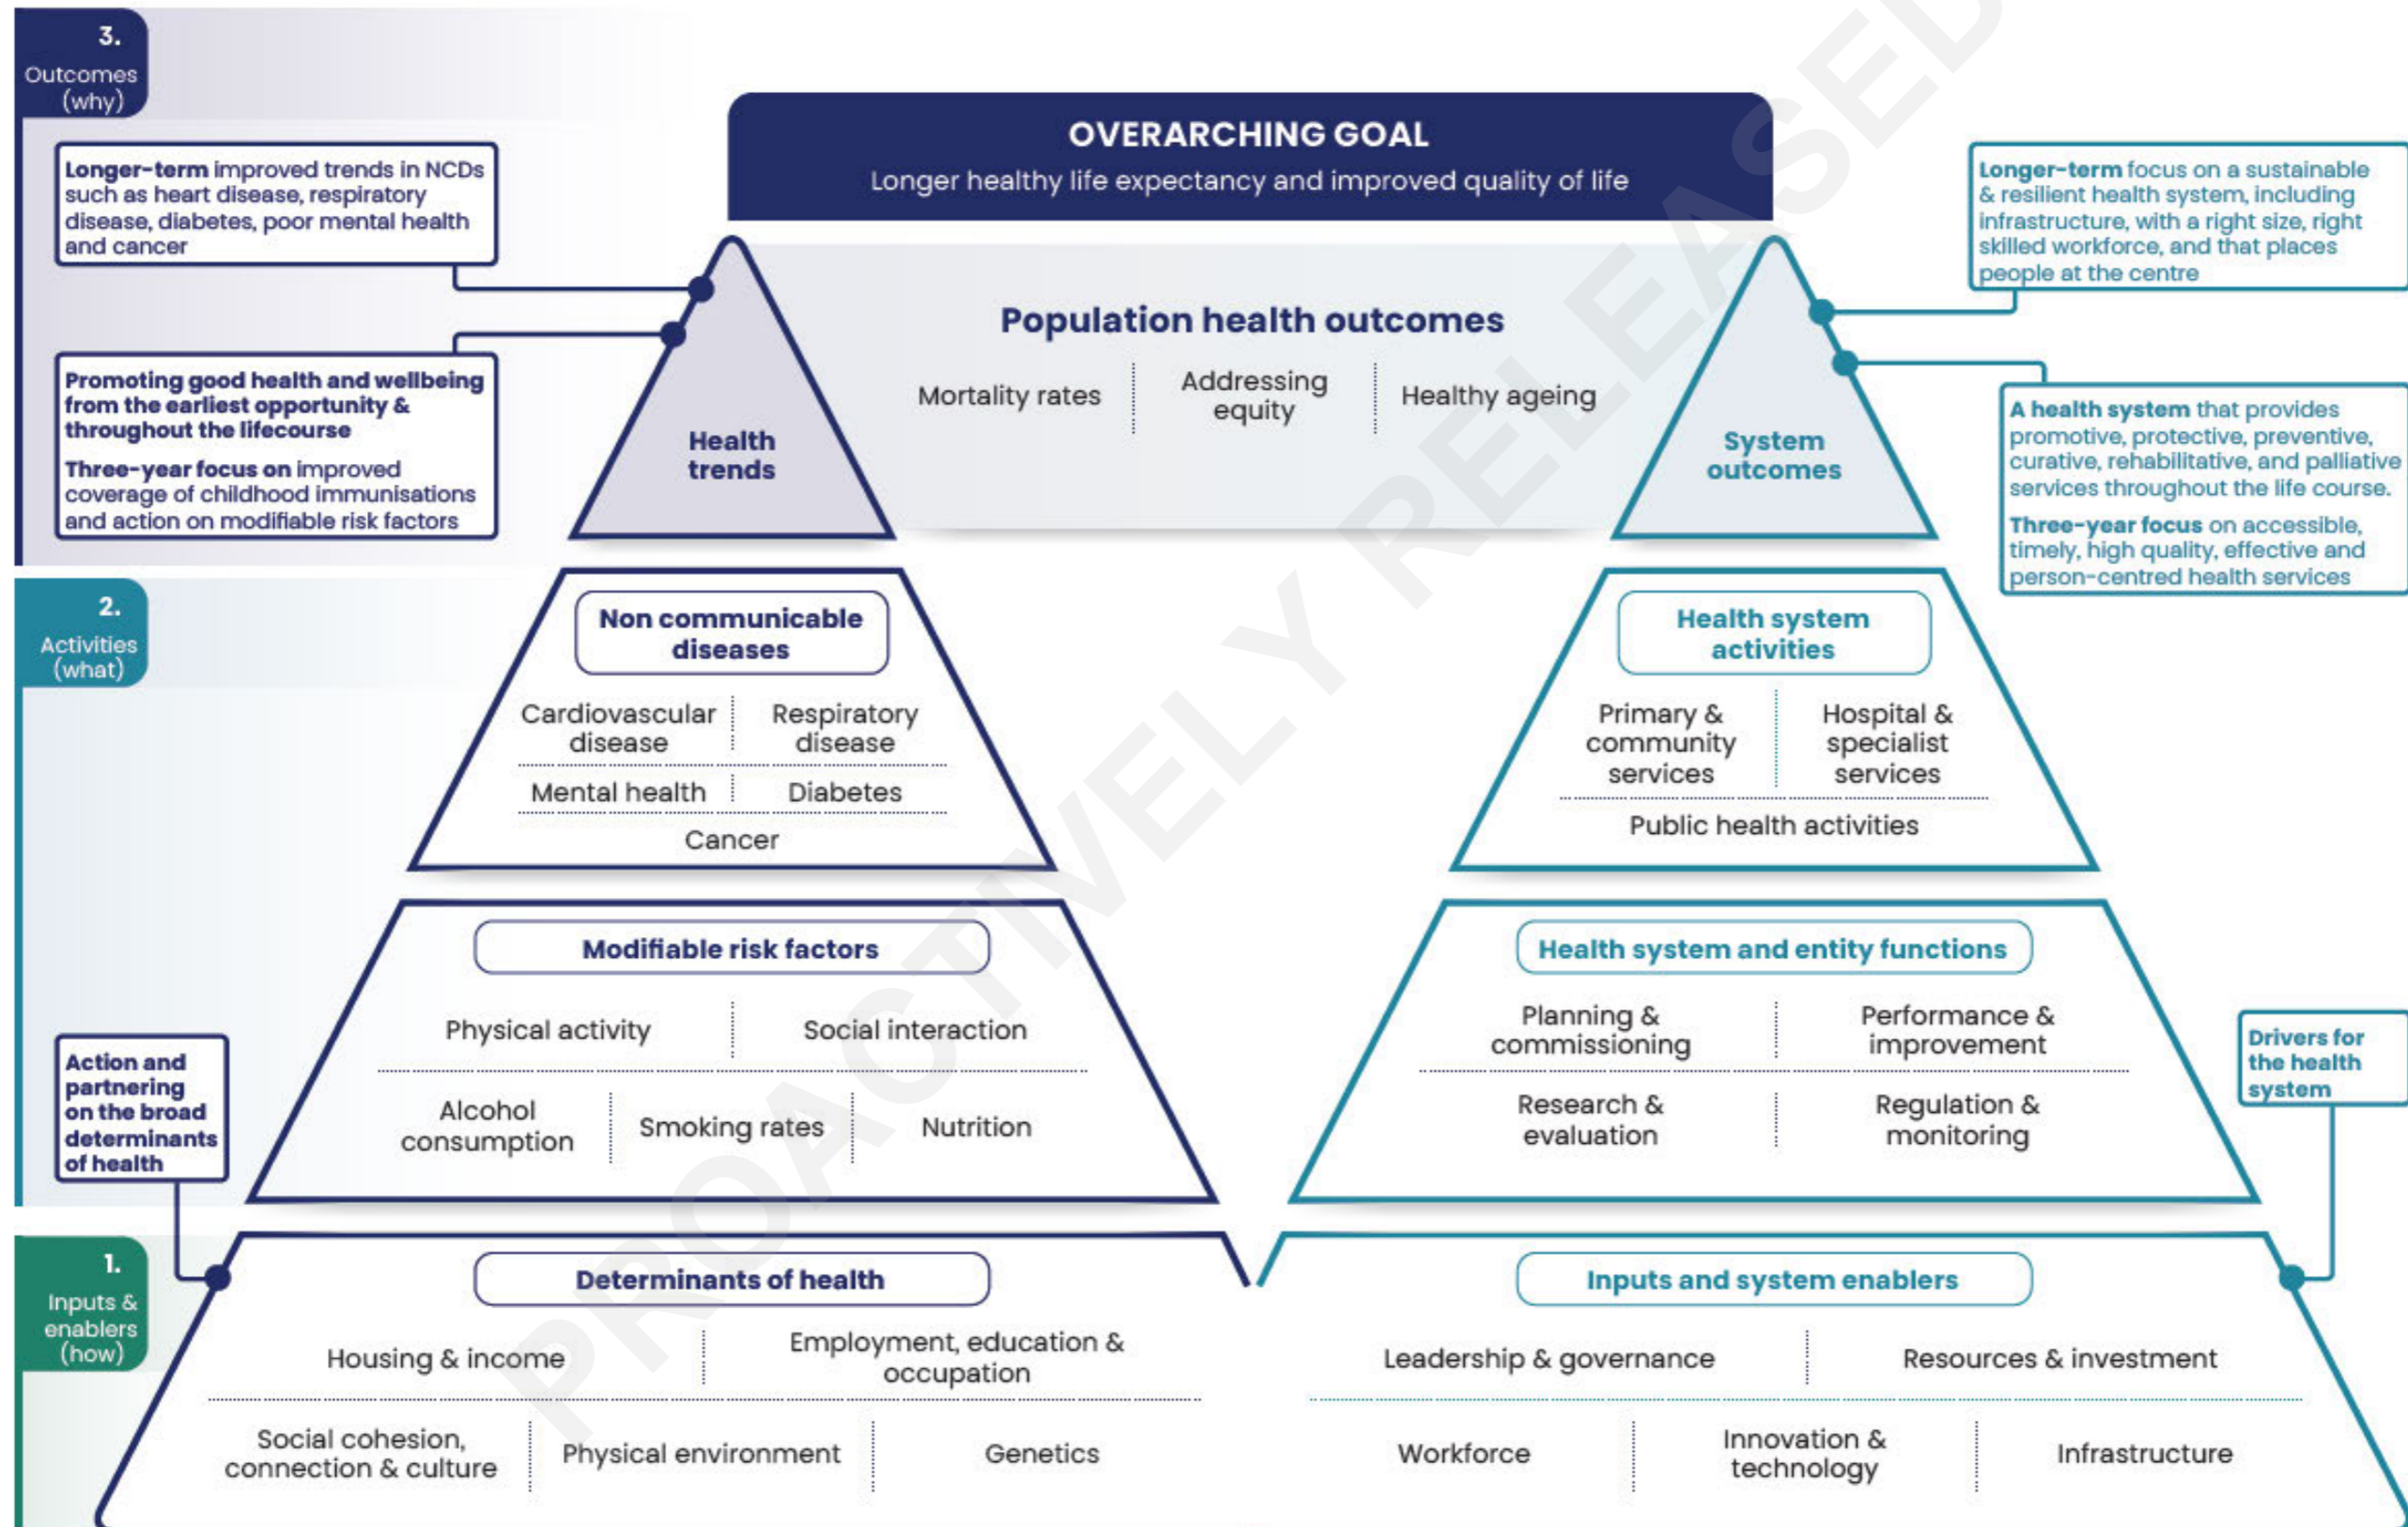 3.
Outcomes
(why)
OVERARCHING GOAL
Longer healthy life expectancy and improved quality of life
Longer-term improved trends in NCDs
such as heart disease, respiratory
disease, diabetes, poor mental health
and cancer
Promoting good health and wellbeing
from the earliest opportunity &
throughout the lifecourse
Three-year focus on improved
coverage of childhood immunisations
and action on modifiable risk factors
Health
trends
Population health outcomes
Mortality rates
Addressing
equity
Healthy ageing
System
outcomes
Longer-term focus on a sustainable
& resilient health system, including
infrastructure, with a right size, right
skilled workforce, and that places
people at the centre
A health system that provides
promotive, protective, preventive,
curative, rehabilitative, and palliative
services throughout the life course.
Three-year focus on accessible,
timely, high quality, effective and
person-centred health services
2.
Activities
(what)
Non communicable
diseases
Cardiovascular
disease
Respiratory
disease
Mental health
Diabetes
Cancer
Health system
activities
Primary &
community
services
Hospital &
specialist
services
Public health activities
Modifiable risk factors
Physical activity
Social interaction
Alcohol
consumption
Smoking rates
Nutrition
Health system and entity functions
Planning &
commissioning
Performance &
improvement
Research &
evaluation
Regulation &
monitoring
Action and
partnering
on the broad
determinants
of health
Drivers for
the health
system
1.
Inputs &
enablers
(how)
Determinants of health
Housing & income
Employment, education &
occupation
Social cohesion,
connection & culture
Physical environment
Genetics
Inputs and system enablers
Leadership & governance
Resources & investment
Workforce
Innovation &
technology
Infrastructure
PROACTIVELY RELEASED